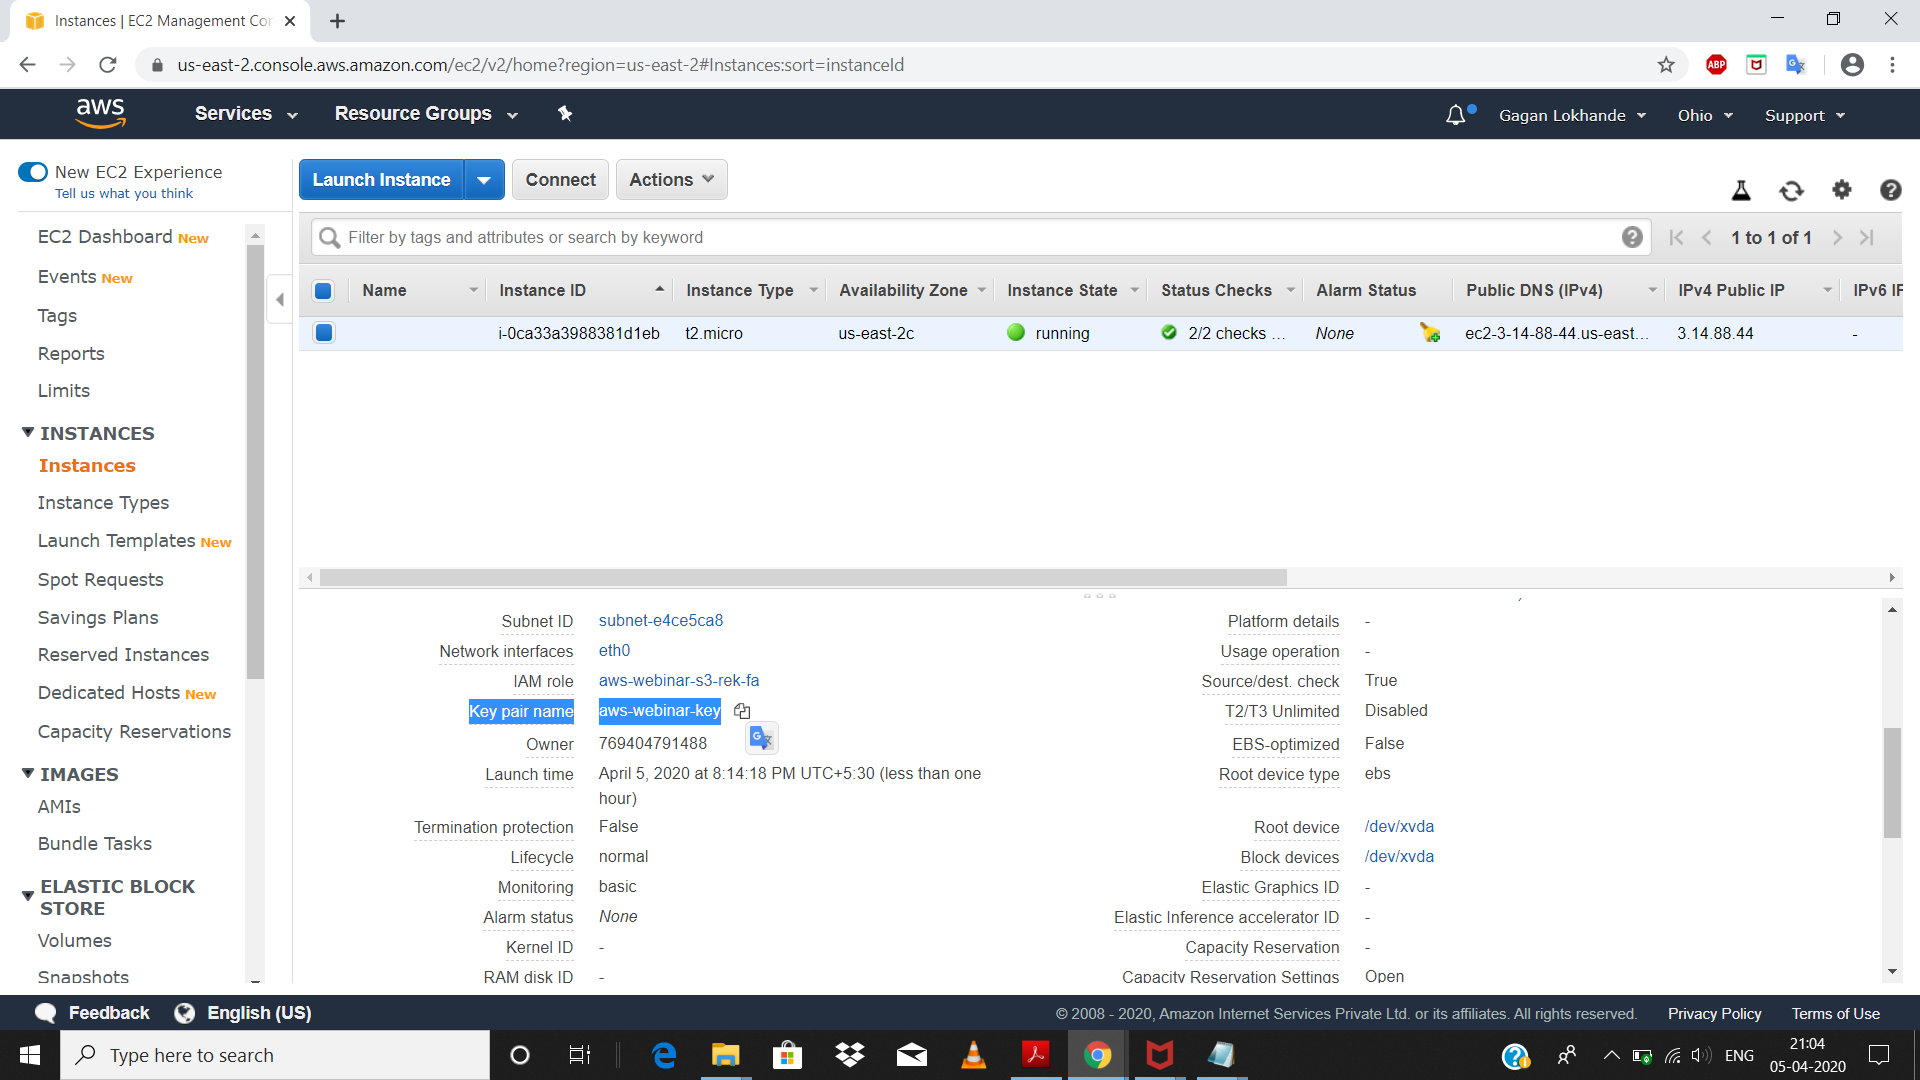 Instances | EC2 Management Con
us-east-2.console.aws.amazon.com/ec2/v2/home?region=us-east-2#Instances:sort=instanceId
ABP
aws
Services
Resource Groups
Gagan Lokhande
Ohio
Support
New EC2 Experience
Tell us what you think
Launch Instance
Connect
Actions
EC2 Dashboard New
Events New
Tags
Reports
Limits
INSTANCES
Instances
Instance Types
Launch Templates New
Spot Requests
Savings Plans
Reserved Instances
Dedicated Hosts New
Capacity Reservations
IMAGES
AMIs
Bundle Tasks
ELASTIC BLOCK
STORE
Volumes
Snapshots
Filter by tags and attributes or search by keyword
1 to 1 of 1
Name Instance ID Instance Type Availability Zone Instance State Status Checks Alarm Status Public DNS (IPv4) IPv4 Public IP IPv6 IP
i-0ca33a3988381d1eb t2.micro us-east-2c running 2/2 checks ... None ec2-3-14-88-44.us-east... 3.14.88.44 -
Subnet ID subnet-e4ce5ca8
Network interfaces eth0
IAM role aws-webinar-s3-rek-fa
Key pair name aws-webinar-key
Owner 769404791488
Launch time April 5, 2020 at 8:14:18 PM UTC+5:30 (less than one
hour)
Termination protection False
Lifecycle normal
Monitoring basic
Alarm status None
Kernel ID -
RAM disk ID -
Platform details -
Usage operation -
Source/dest. check True
T2/T3 Unlimited Disabled
EBS-optimized False
Root device type ebs
Root device /dev/xvda
Block devices /dev/xvda
Elastic Graphics ID -
Elastic Inference accelerator ID -
Capacity Reservation -
Capacity Reservation Settings Open
Feedback
English (US)
© 2008 - 2020, Amazon Internet Services Private Ltd. or its affiliates. All rights reserved.
Privacy Policy
Terms of Use
Type here to search
ENG
21:04
05-04-2020